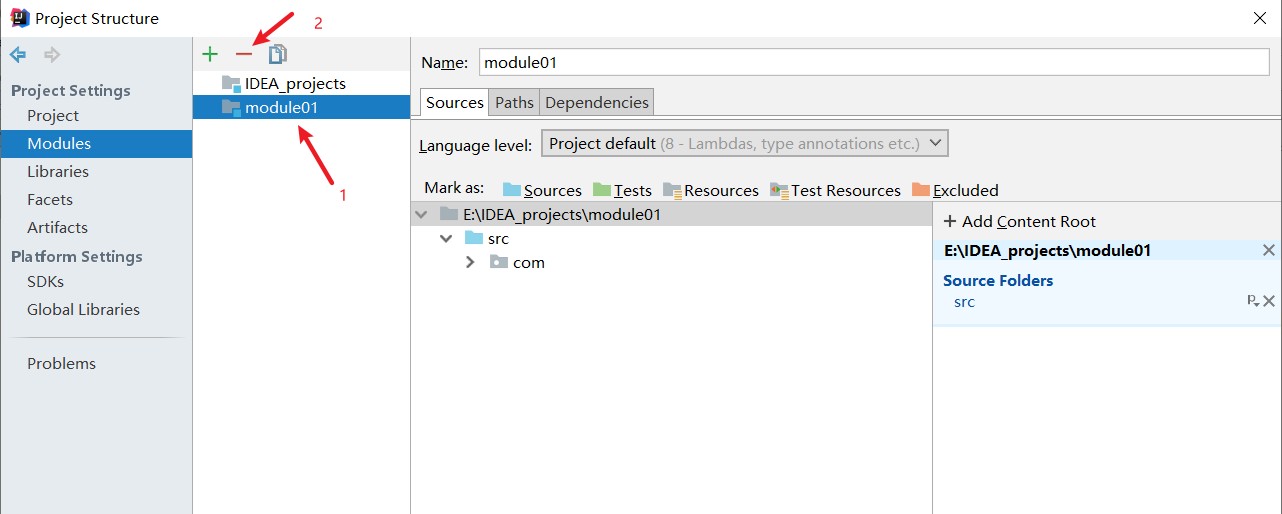 Project Structure
2
IDEA_projects
module01
1
Project Settings
Project
Modules
Libraries
Facets
Artifacts
Platform Settings
SDKs
Global Libraries
Problems
Name: module01
Sources Paths Dependencies
Language level: Project default (8 - Lambdas, type annotations etc.)
Mark as: Sources Tests Resources Test Resources Excluded
E:\IDEA_projects\module01
src
com
+ Add Content Root
E:\IDEA_projects\module01
Source Folders
src P